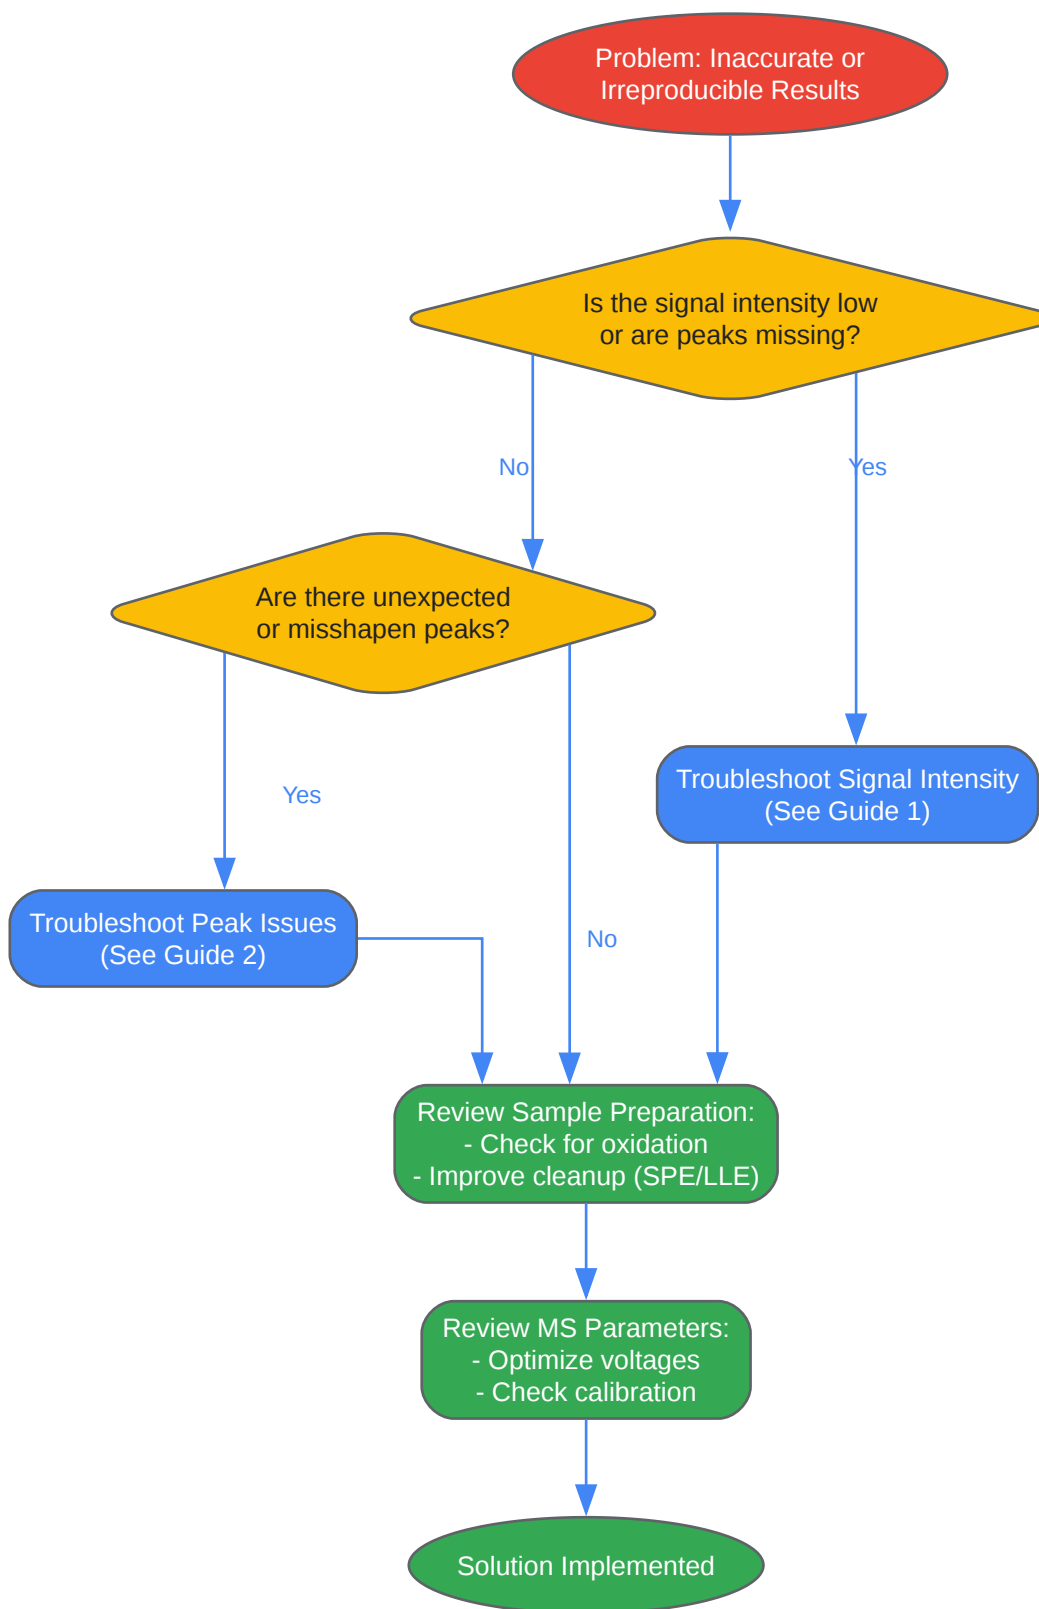 Problem: Inaccurate or
Irreproducible Results
Is the signal intensity low
or are peaks missing?
No
Yes
Are there unexpected
or misshapen peaks?
Yes
Troubleshoot Signal Intensity
(See Guide 1)
Troubleshoot Peak Issues
(See Guide 2)
No
Review Sample Preparation:
- Check for oxidation
- Improve cleanup (SPE/LLE)
Review MS Parameters:
- Optimize voltages
- Check calibration
Solution Implemented